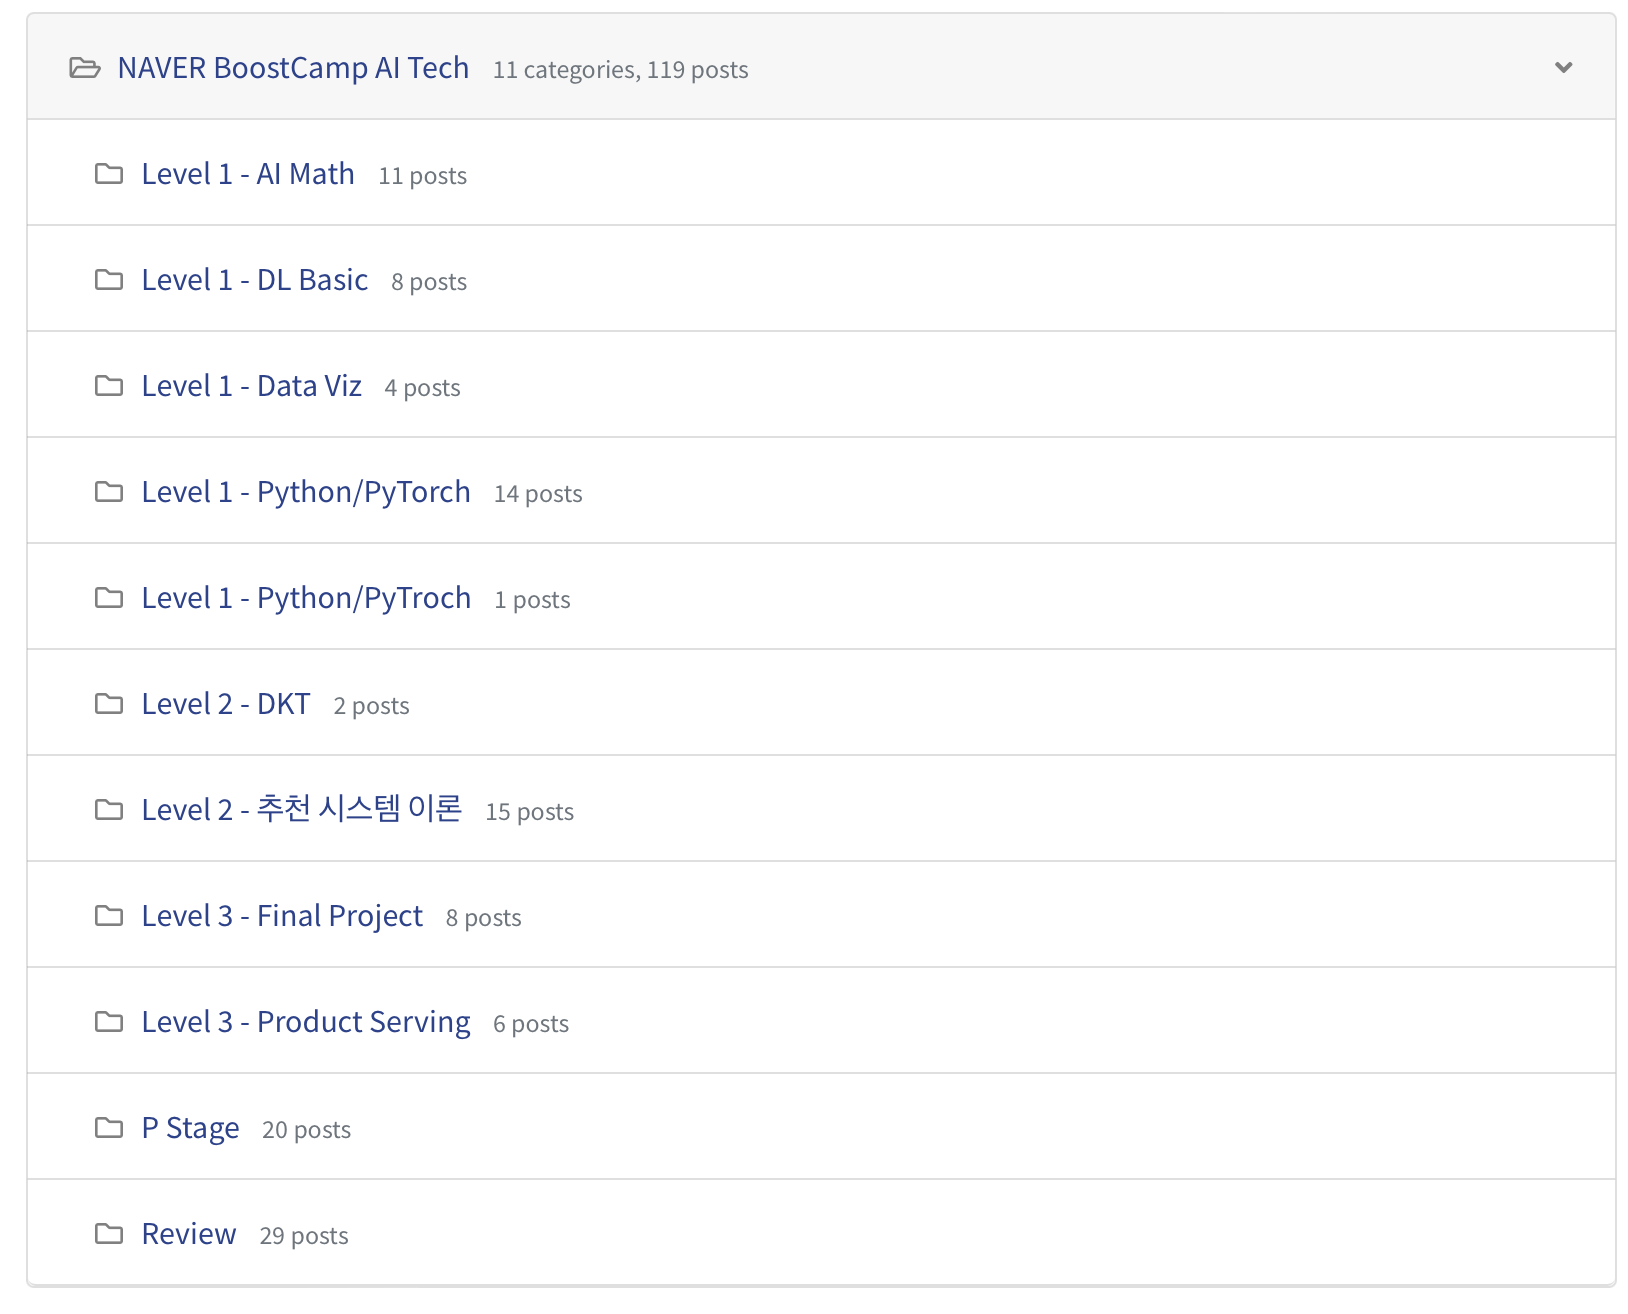 NAVER BoostCamp AI Tech 11 categories, 119 posts
Level 1 - AI Math 11 posts
Level 1 - DL Basic 8 posts
Level 1 - Data Viz 4 posts
Level 1 - Python/PyTorch 14 posts
Level 1 - Python/PyTroch 1 posts
Level 2 - DKT 2 posts
Level 2 - 추천 시스템 이론 15 posts
Level 3 - Final Project 8 posts
Level 3 - Product Serving 6 posts
P Stage 20 posts
Review 29 posts